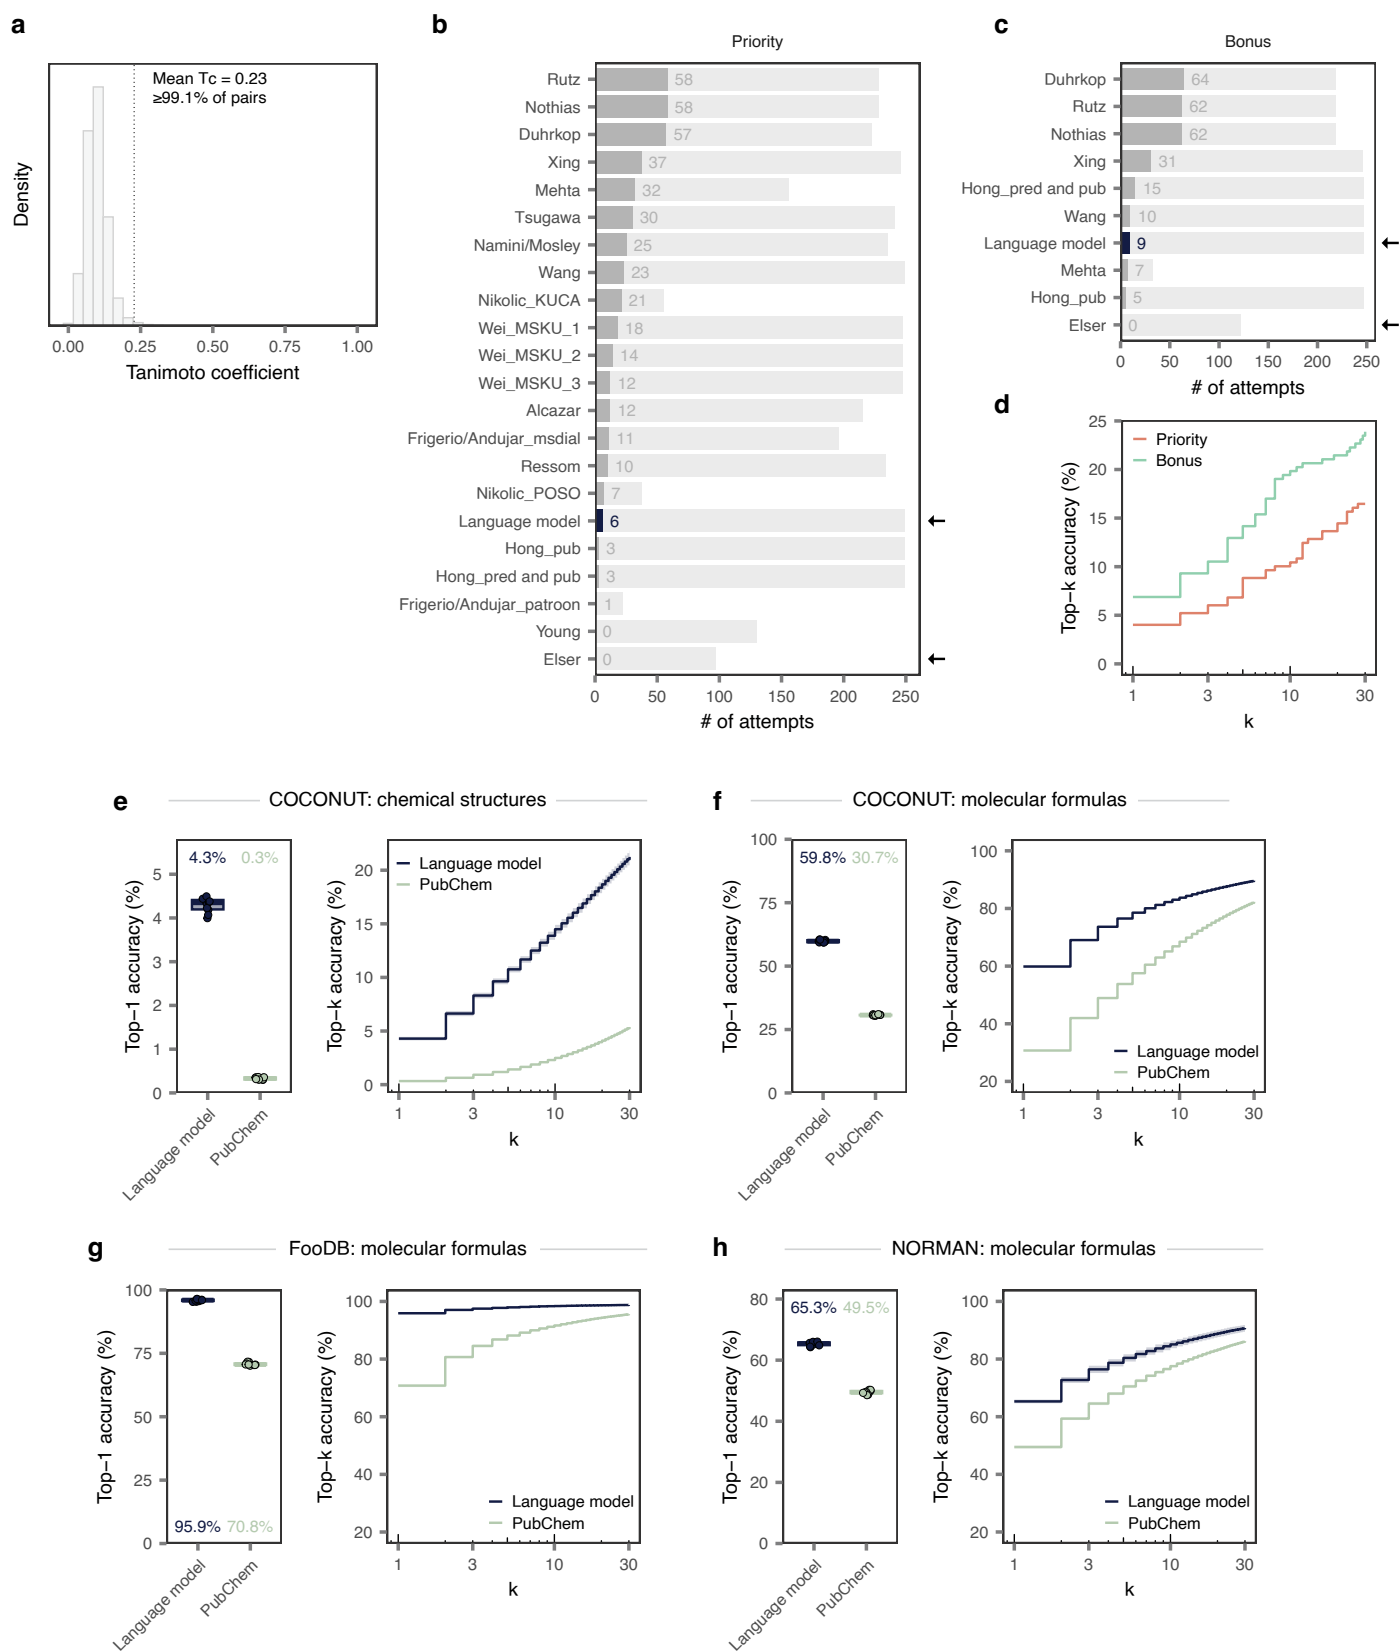 a
Mean Tc = 0.23
≥99.1% of pairs
Density
0.00 0.25 0.50 0.75 1.00
Tanimoto coefficient
b
Priority
Rutz 58
Nothias 58
Duhrkop 57
Xing 37
Mehta 32
Tsugawa 30
Namini/Mosley 25
Wang 23
Nikolic_KUCA 21
Wei_MSKU_1 18
Wei_MSKU_2 14
Wei_MSKU_3 12
Alcazar 12
Frigerio/Andujar_msdial 11
Ressom 10
Nikolic_POSO 7
Language model 6 ←
Hong_pub 3
Hong_pred and pub 3
Frigerio/Andujar_patroon 1
Young 0
Elser 0 ←
0 50 100 150 200 250
# of attempts
c
Bonus
Duhrkop 64
Rutz 62
Nothias 62
Xing 31
Hong_pred and pub 15
Wang 10
Language model 9 ←
Mehta 7
Hong_pub 5
Elser 0 ←
0 50 100 150 200 250
# of attempts
d
Top−k accuracy (%)
25
20
15
10
5
0
Priority
Bonus
1 3 10 30
k
e
COCONUT: chemical structures
Top−1 accuracy (%)
5
4
3
2
1
0
4.3% 0.3%
Language model
PubChem
Top−k accuracy (%)
20
15
10
5
0
Language model
PubChem
1 3 10 30
k
f
COCONUT: molecular formulas
Top−1 accuracy (%)
100
75
50
25
0
59.8% 30.7%
Language model
PubChem
Top−k accuracy (%)
100
80
60
40
20
Language model
PubChem
1 3 10 30
k
g
FooDB: molecular formulas
Top−1 accuracy (%)
100
75
50
25
0
95.9% 70.8%
Language model
PubChem
Top−k accuracy (%)
100
80
60
40
20
Language model
PubChem
1 3 10 30
k
h
NORMAN: molecular formulas
Top−1 accuracy (%)
80
60
40
20
0
65.3% 49.5%
Language model
PubChem
Top−k accuracy (%)
100
80
60
40
20
Language model
PubChem
1 3 10 30
k